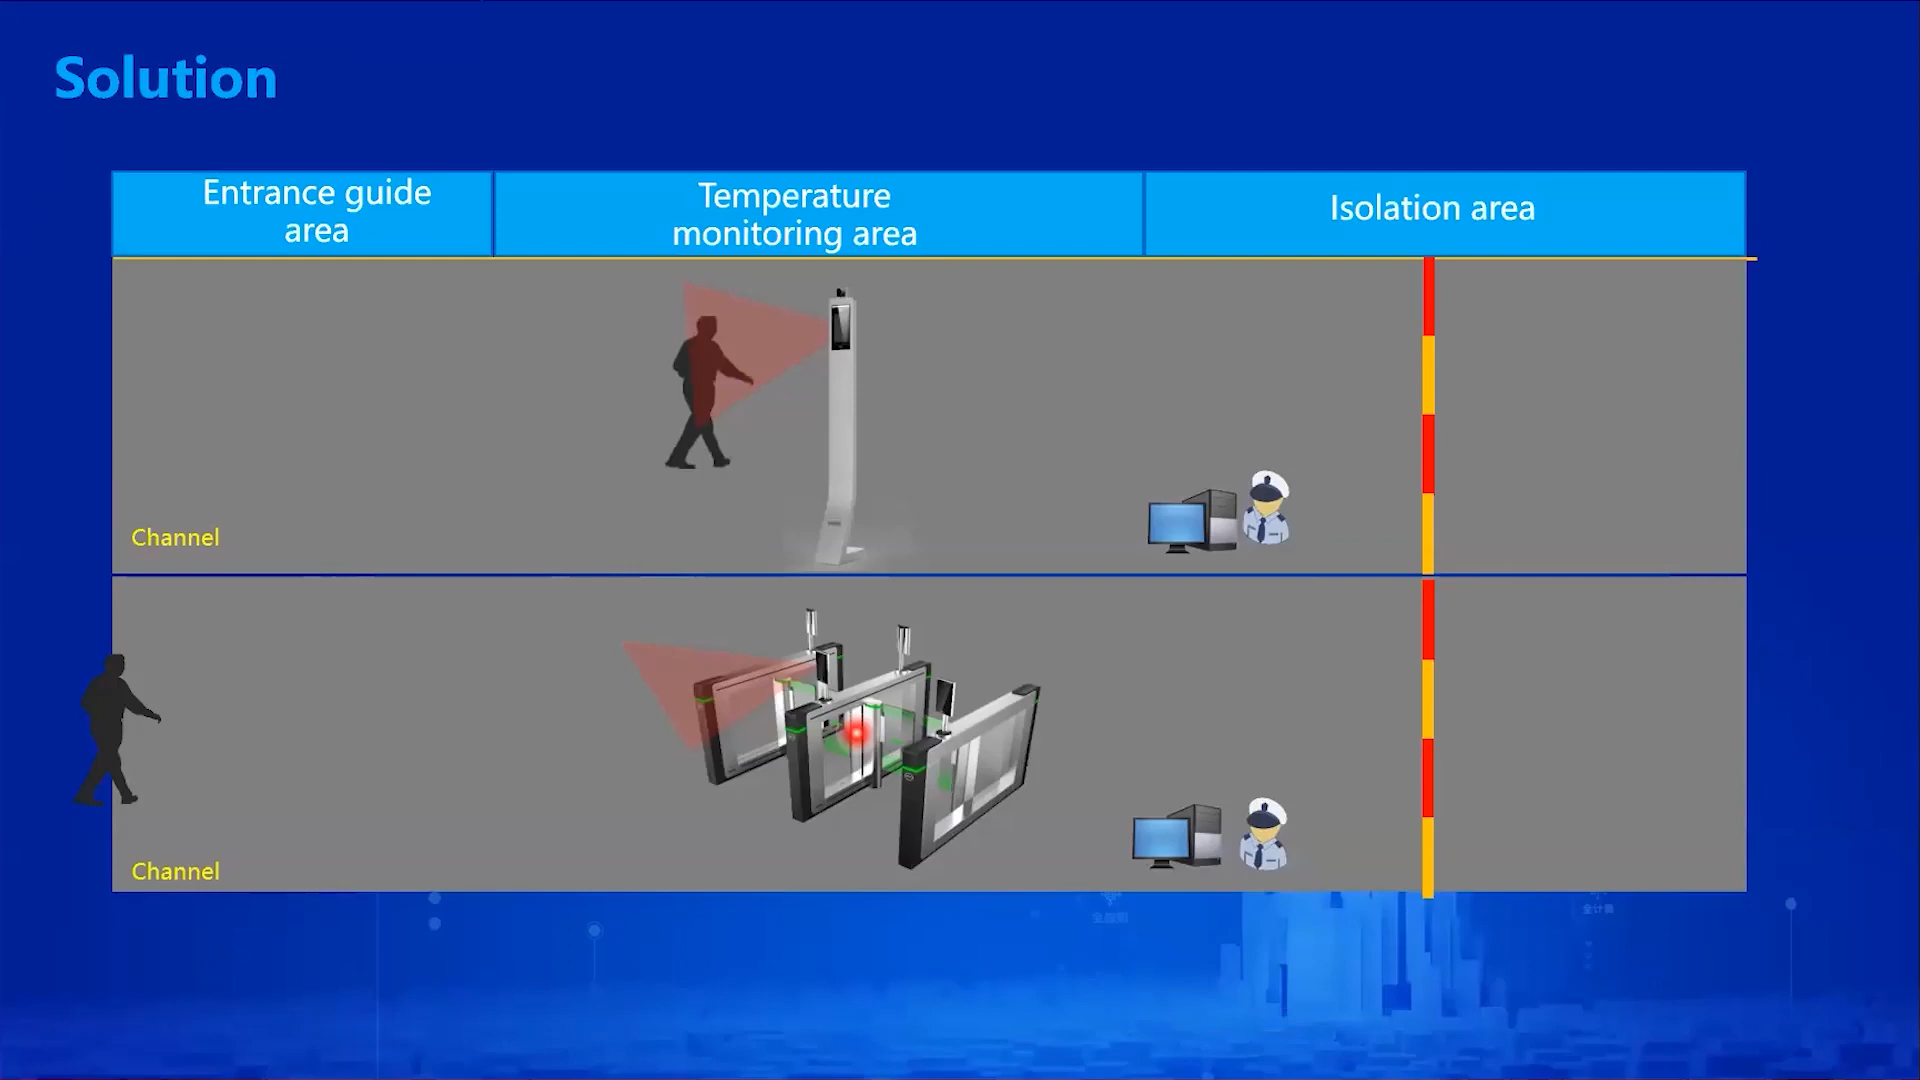 Solution
Entrance guide
area
Temperature
monitoring area
Isolation area
Channel
Channel